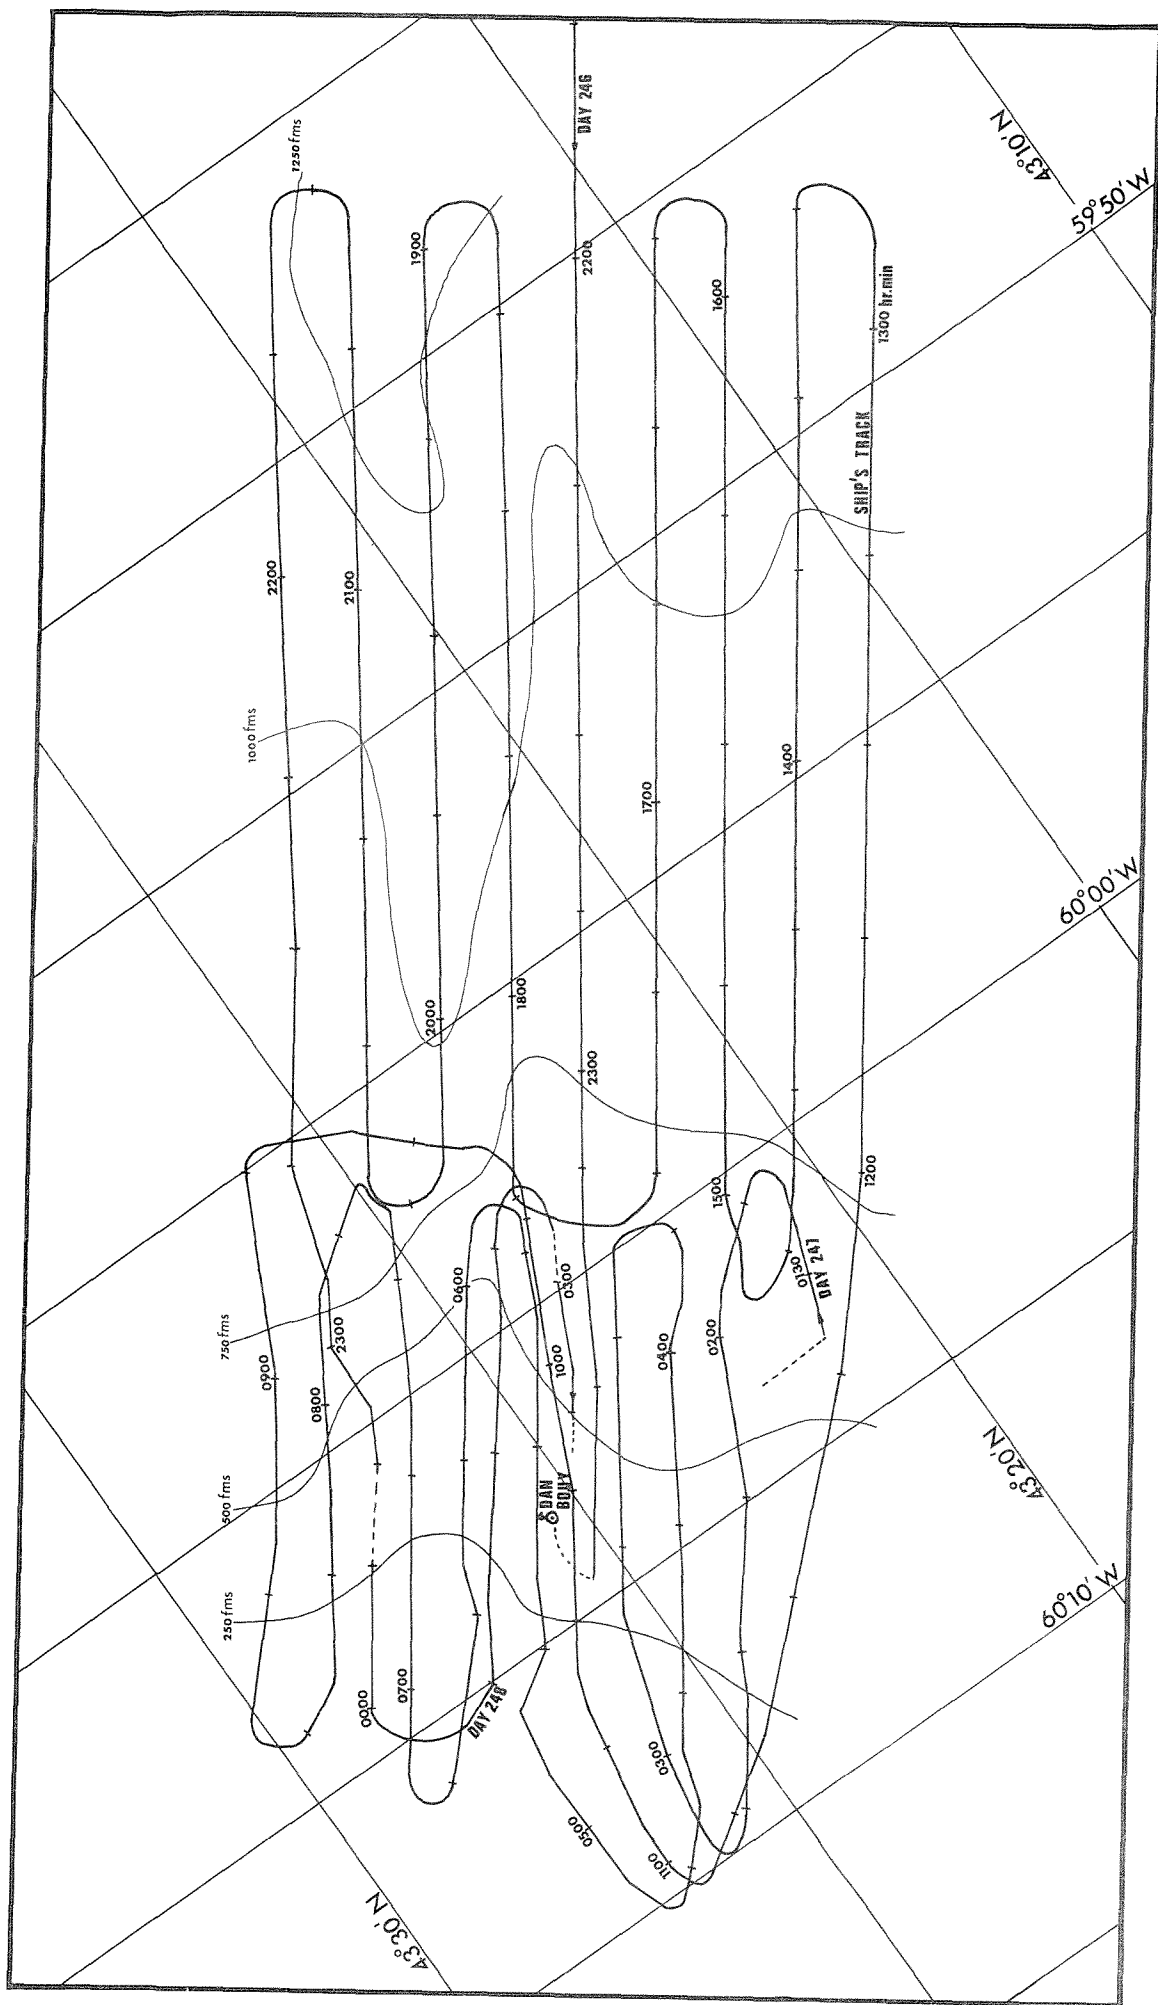 43°10'N
59°50'W
DAY 246
1250 fms
1900
2200
1600
1300 hr.min
SHIP'S TRACK
2200
2100
1000 fms
1700
1400
60°00'W
2000
1800
2300
1200
1500
0130
DAY 247
0200
0400
0300
0600
1000
750 fms
2300
0900
0800
500 fms
DAN
BUOY
43°20'N
60°10'W
250 fms
0000
0700
DAY 248
0300
0500
1100
43°30'N